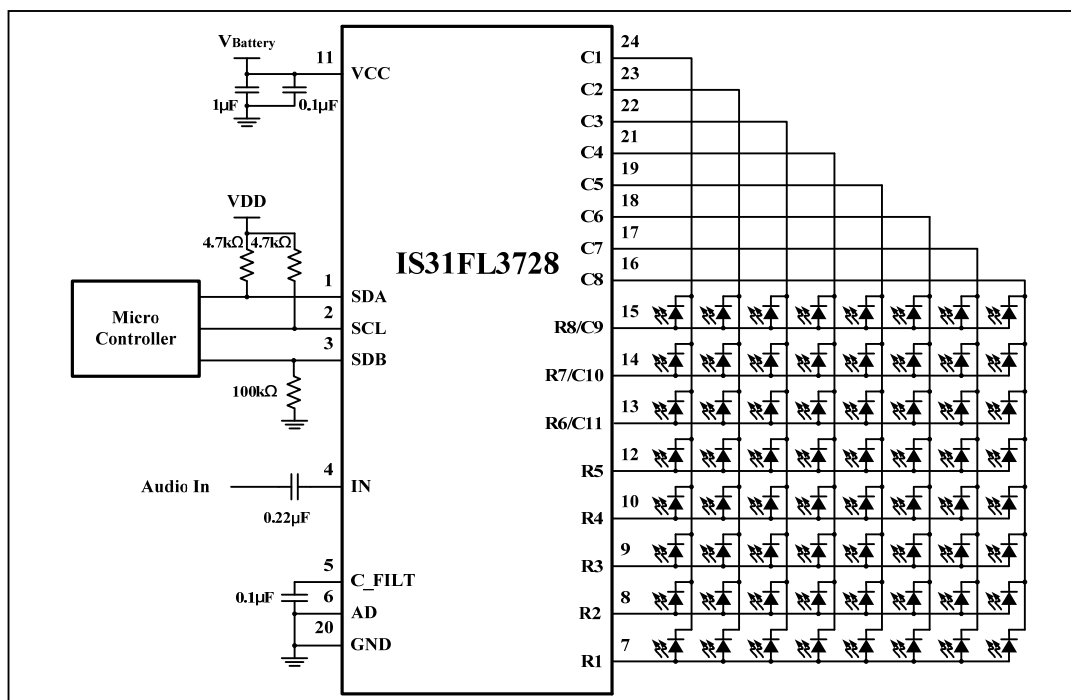 VBattery
11
VCC
1μF
0.1μF
VDD
4.7kΩ 4.7kΩ
Micro
Controller
1
SDA
2
SCL
3
SDB
100kΩ
Audio In
4
IN
0.22μF
5
C_FILT
0.1μF
6
AD
20
GND
IS31FL3728
24
C1
23
C2
22
C3
21
C4
19
C5
18
C6
17
C7
16
C8
15
R8/C9
14
R7/C10
13
R6/C11
12
R5
10
R4
9
R3
8
R2
7
R1